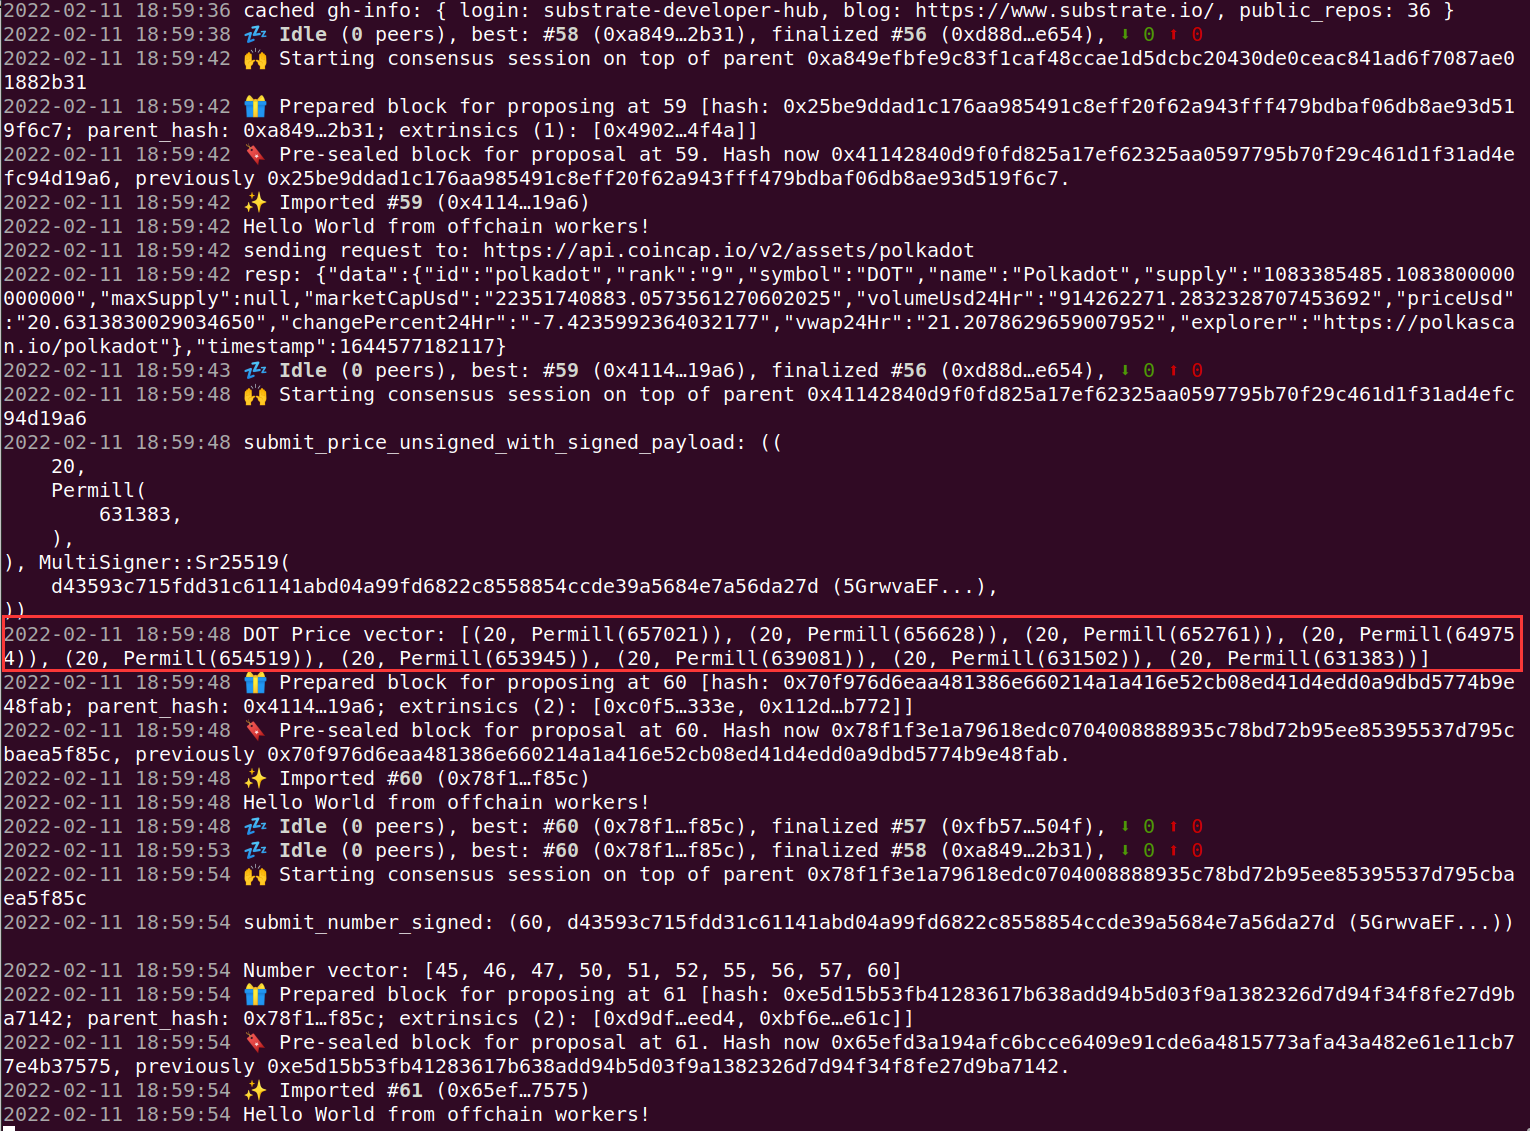 2022-02-11 18:59:36 cached gh-info: { login: substrate-developer-hub, blog: https://www.substrate.io/, public_repos: 36 }
2022-02-11 18:59:38 💤 Idle (0 peers), best: #58 (0xa849…2b31), finalized #56 (0xd88d…e654), ⬇ 0 ⬆ 0
2022-02-11 18:59:42 🙌 Starting consensus session on top of parent 0xa849efbfe9c83f1caf48ccae1d5dcbc20430de0ceac841ad6f7087ae0
1882b31
2022-02-11 18:59:42 🎁 Prepared block for proposing at 59 [hash: 0x25be9ddad1c176aa985491c8eff20f62a943fff479bdbaf06db8ae93d51
9f6c7; parent_hash: 0xa849…2b31; extrinsics (1): [0x4902…4f4a]]
2022-02-11 18:59:42 🔖 Pre-sealed block for proposal at 59. Hash now 0x41142840d9f0fd825a17ef62325aa0597795b70f29c461d1f31ad4e
fc94d19a6, previously 0x25be9ddad1c176aa985491c8eff20f62a943fff479bdbaf06db8ae93d519f6c7.
2022-02-11 18:59:42 ✨ Imported #59 (0x4114…19a6)
2022-02-11 18:59:42 Hello World from offchain workers!
2022-02-11 18:59:42 sending request to: https://api.coincap.io/v2/assets/polkadot
2022-02-11 18:59:42 resp: {"data":{"id":"polkadot","rank":"9","symbol":"DOT","name":"Polkadot","supply":"1083385485.1083800000
000000","maxSupply":null,"marketCapUsd":"22351740883.0573561270602025","volumeUsd24Hr":"914262271.2832328707453692","priceUsd"
:"20.6313830029034650","changePercent24Hr":"-7.4235992364032177","vwap24Hr":"21.2078629659007952","explorer":"https://polkasca
n.io/polkadot"},"timestamp":1644577182117}
2022-02-11 18:59:43 💤 Idle (0 peers), best: #59 (0x4114…19a6), finalized #56 (0xd88d…e654), ⬇ 0 ⬆ 0
2022-02-11 18:59:48 🙌 Starting consensus session on top of parent 0x41142840d9f0fd825a17ef62325aa0597795b70f29c461d1f31ad4efc
94d19a6
2022-02-11 18:59:48 submit_price_unsigned_with_signed_payload: ((
    20,
    Permill(
        631383,
    ),
), MultiSigner::Sr25519(
    d43593c715fdd31c61141abd04a99fd6822c8558854ccde39a5684e7a56da27d (5GrwvaEF...),
))
2022-02-11 18:59:48 DOT Price vector: [(20, Permill(657021)), (20, Permill(656628)), (20, Permill(652761)), (20, Permill(64975
4)), (20, Permill(654519)), (20, Permill(653945)), (20, Permill(639081)), (20, Permill(631502)), (20, Permill(631383))]
2022-02-11 18:59:48 🎁 Prepared block for proposing at 60 [hash: 0x70f976d6eaa481386e660214a1a416e52cb08ed41d4edd0a9dbd5774b9e
48fab; parent_hash: 0x4114…19a6; extrinsics (2): [0xc0f5…333e, 0x112d…b772]]
2022-02-11 18:59:48 🔖 Pre-sealed block for proposal at 60. Hash now 0x78f1f3e1a79618edc0704008888935c78bd72b95ee85395537d795c
baea5f85c, previously 0x70f976d6eaa481386e660214a1a416e52cb08ed41d4edd0a9dbd5774b9e48fab.
2022-02-11 18:59:48 ✨ Imported #60 (0x78f1…f85c)
2022-02-11 18:59:48 Hello World from offchain workers!
2022-02-11 18:59:48 💤 Idle (0 peers), best: #60 (0x78f1…f85c), finalized #57 (0xfb57…504f), ⬇ 0 ⬆ 0
2022-02-11 18:59:53 💤 Idle (0 peers), best: #60 (0x78f1…f85c), finalized #58 (0xa849…2b31), ⬇ 0 ⬆ 0
2022-02-11 18:59:54 🙌 Starting consensus session on top of parent 0x78f1f3e1a79618edc0704008888935c78bd72b95ee85395537d795cba
ea5f85c
2022-02-11 18:59:54 submit_number_signed: (60, d43593c715fdd31c61141abd04a99fd6822c8558854ccde39a5684e7a56da27d (5GrwvaEF...))
2022-02-11 18:59:54 Number vector: [45, 46, 47, 50, 51, 52, 55, 56, 57, 60]
2022-02-11 18:59:54 🎁 Prepared block for proposing at 61 [hash: 0xe5d15b53fb41283617b638add94b5d03f9a1382326d7d94f34f8fe27d9b
a7142; parent_hash: 0x78f1…f85c; extrinsics (2): [0xd9df…eed4, 0xbf6e…e61c]]
2022-02-11 18:59:54 🔖 Pre-sealed block for proposal at 61. Hash now 0x65efd3a194afc6bcce6409e91cde6a4815773afa43a482e61e11cb7
7e4b37575, previously 0xe5d15b53fb41283617b638add94b5d03f9a1382326d7d94f34f8fe27d9ba7142.
2022-02-11 18:59:54 ✨ Imported #61 (0x65ef…7575)
2022-02-11 18:59:54 Hello World from offchain workers!